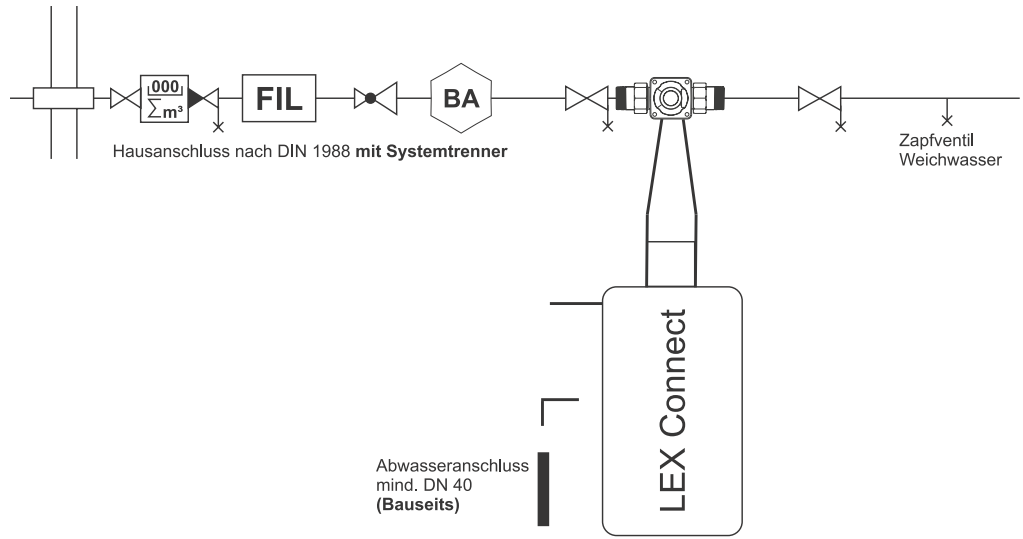 000
∑m³
FIL
BA
Hausanschluss nach DIN 1988 mit Systemtrenner
Zapfventil
Weichwasser
LEX Connect
Abwasseranschluss
mind. DN 40
(Bauseits)